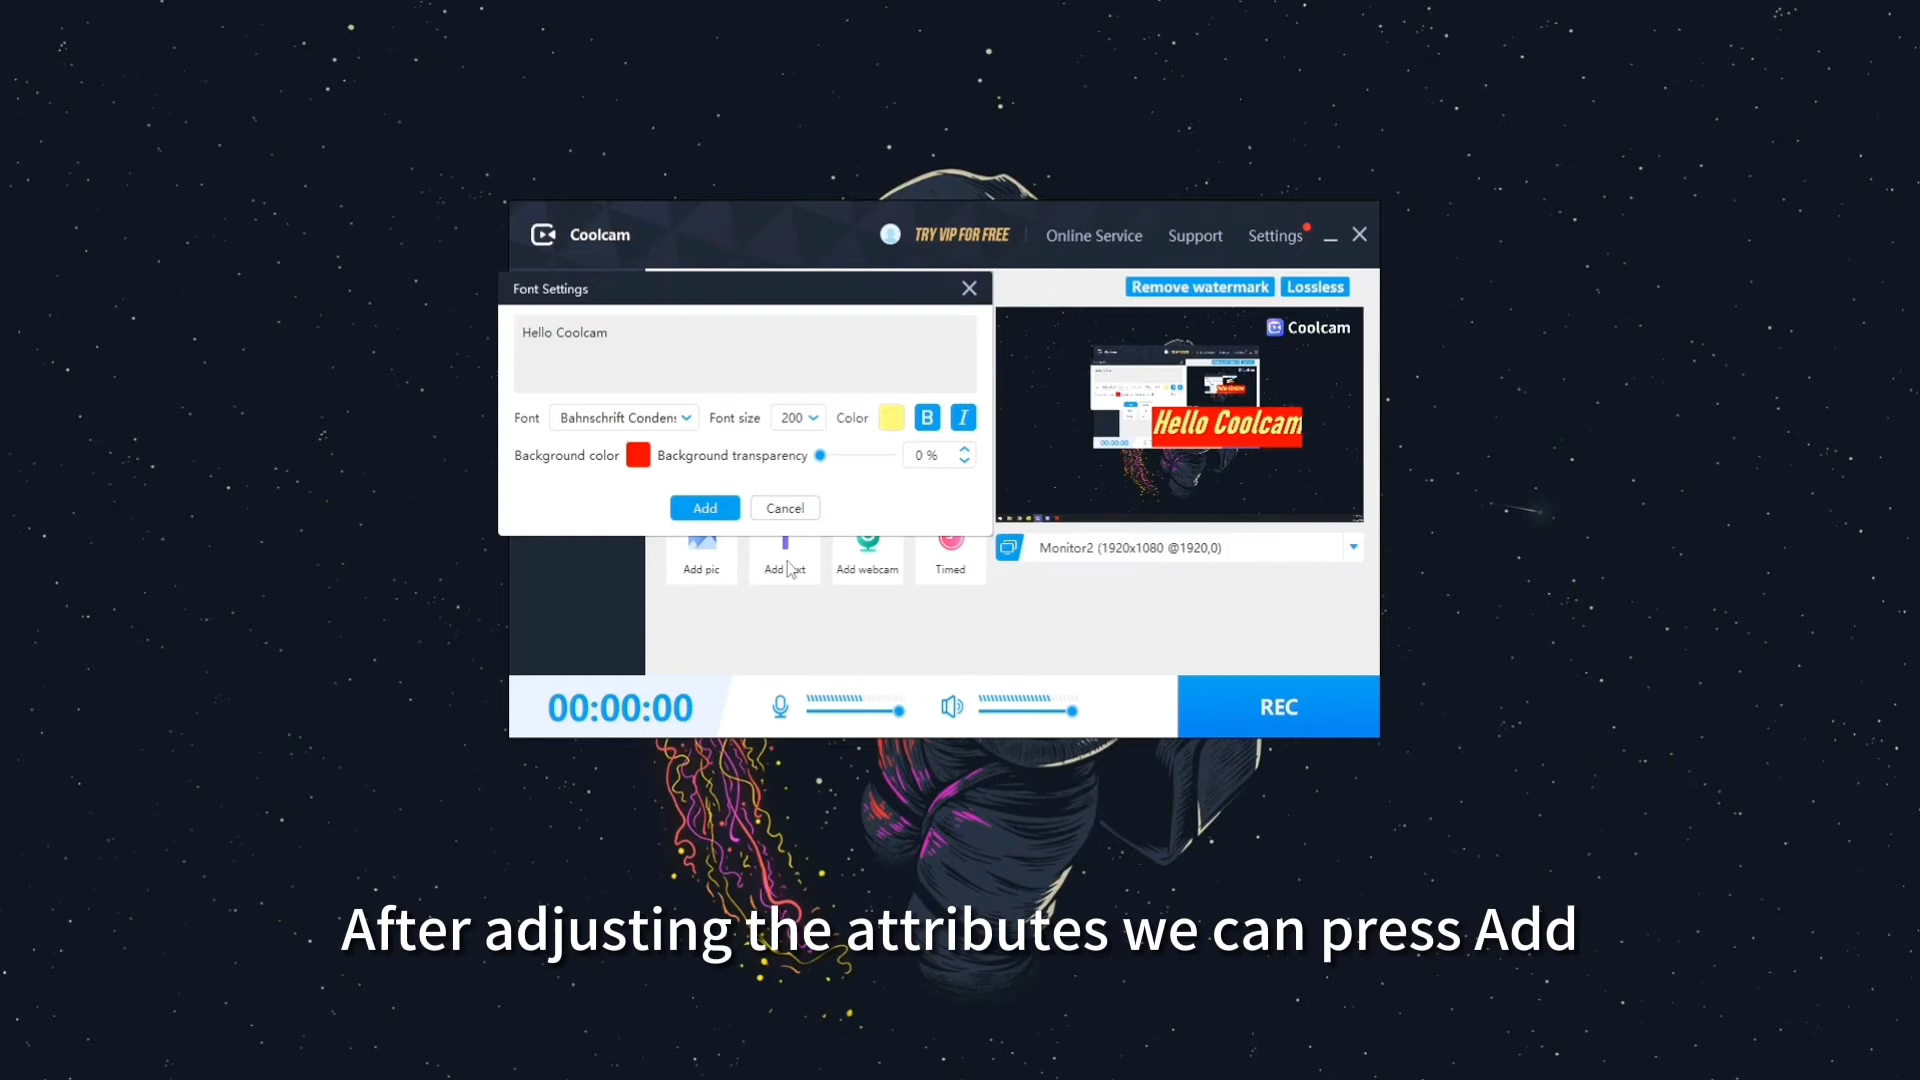 Coolcam
TRY VIP FOR FREE
Online Service
Support
Settings
Font Settings
Remove watermark
Lossless
Hello Coolcam
Coolcam
Font
Bahnschrift Conden
Font size
200
Color
B
I
Hello Coolcam
Background color
Background transparency
0 %
Add
Cancel
Monitor2 (1920x1080 @1920,0)
Add pic
Add
Add webcam
Timed
00:00:00
REC
After adjusting the attributes we can press Add